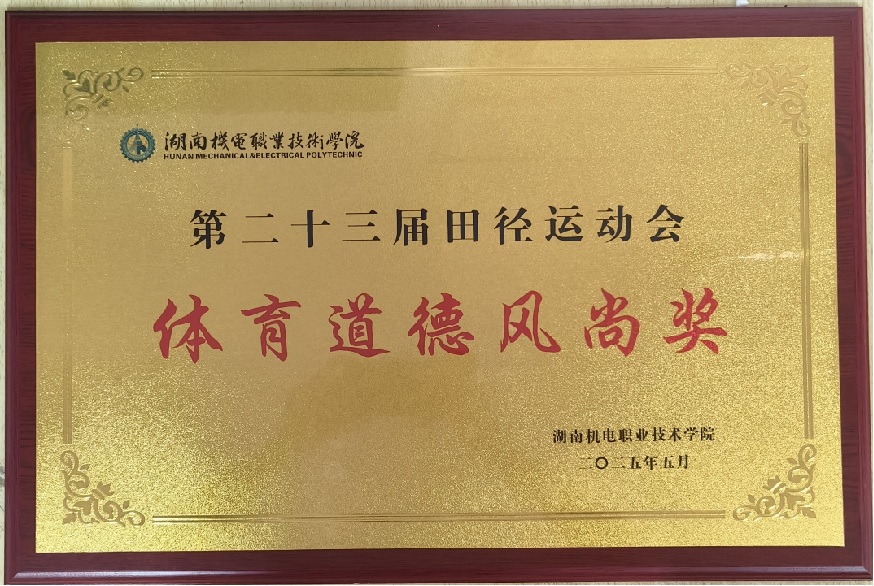 湖南機電職業技術學院
HUNAN MECHANICAL&ELECTRICAL POLYTECHNIC
第二十三届田径运动会
体育道德风尚奖
湖南机电职业技术学院
二〇二五年五月